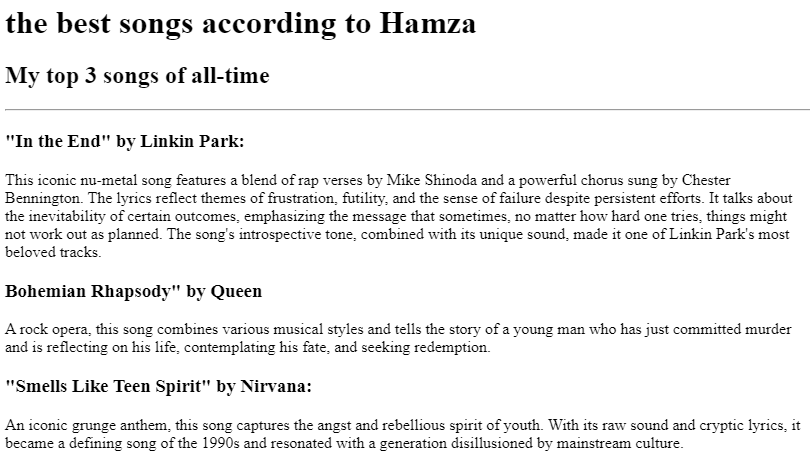 the best songs according to Hamza
My top 3 songs of all-time
"In the End" by Linkin Park:
This iconic nu-metal song features a blend of rap verses by Mike Shinoda and a powerful chorus sung by Chester
Bennington. The lyrics reflect themes of frustration, futility, and the sense of failure despite persistent efforts. It talks about
the inevitability of certain outcomes, emphasizing the message that sometimes, no matter how hard one tries, things might
not work out as planned. The song's introspective tone, combined with its unique sound, made it one of Linkin Park's most
beloved tracks.
Bohemian Rhapsody" by Queen
A rock opera, this song combines various musical styles and tells the story of a young man who has just committed murder
and is reflecting on his life, contemplating his fate, and seeking redemption.
"Smells Like Teen Spirit" by Nirvana:
An iconic grunge anthem, this song captures the angst and rebellious spirit of youth. With its raw sound and cryptic lyrics, it
became a defining song of the 1990s and resonated with a generation disillusioned by mainstream culture.